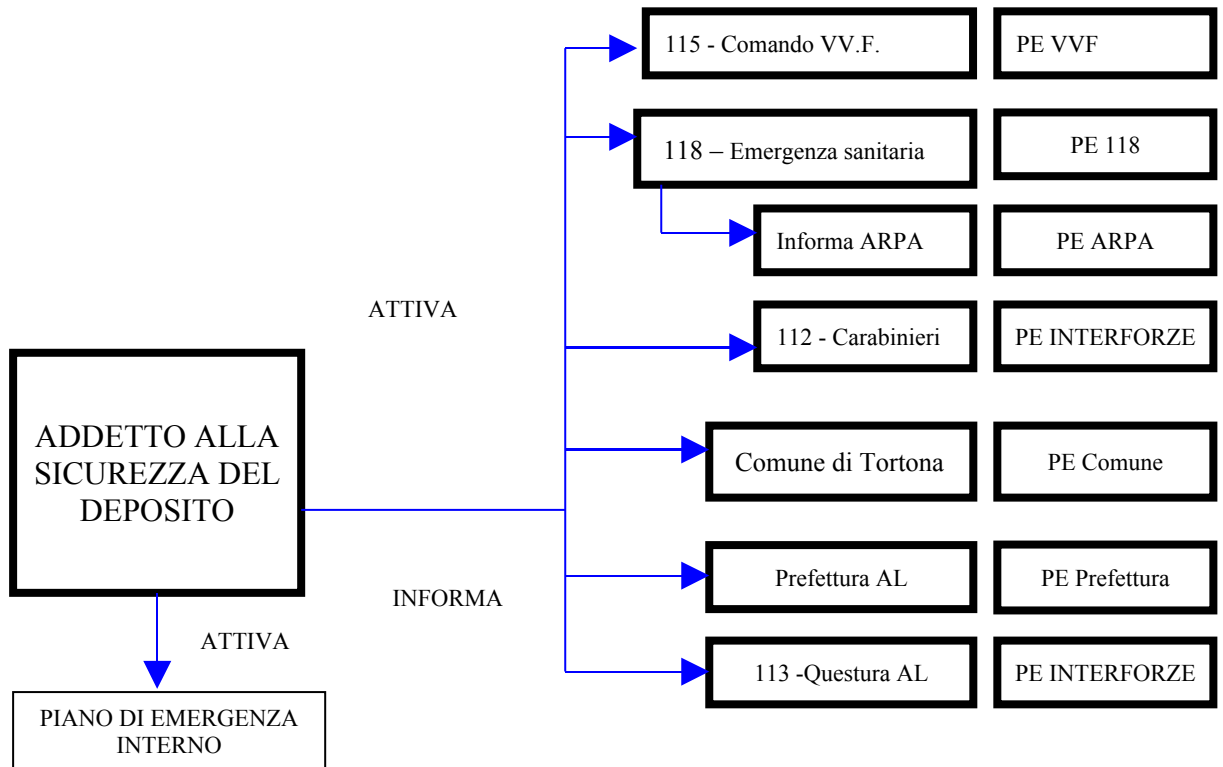 115 - Comando VV.F.
PE VVF
118 – Emergenza sanitaria
PE 118
Informa ARPA
PE ARPA
ATTIVA
112 - Carabinieri
PE INTERFORZE
ADDETTO ALLA
SICUREZZA DEL
DEPOSITO
Comune di Tortona
PE Comune
Prefettura AL
PE Prefettura
INFORMA
113 -Questura AL
PE INTERFORZE
ATTIVA
PIANO DI EMERGENZA
INTERNO